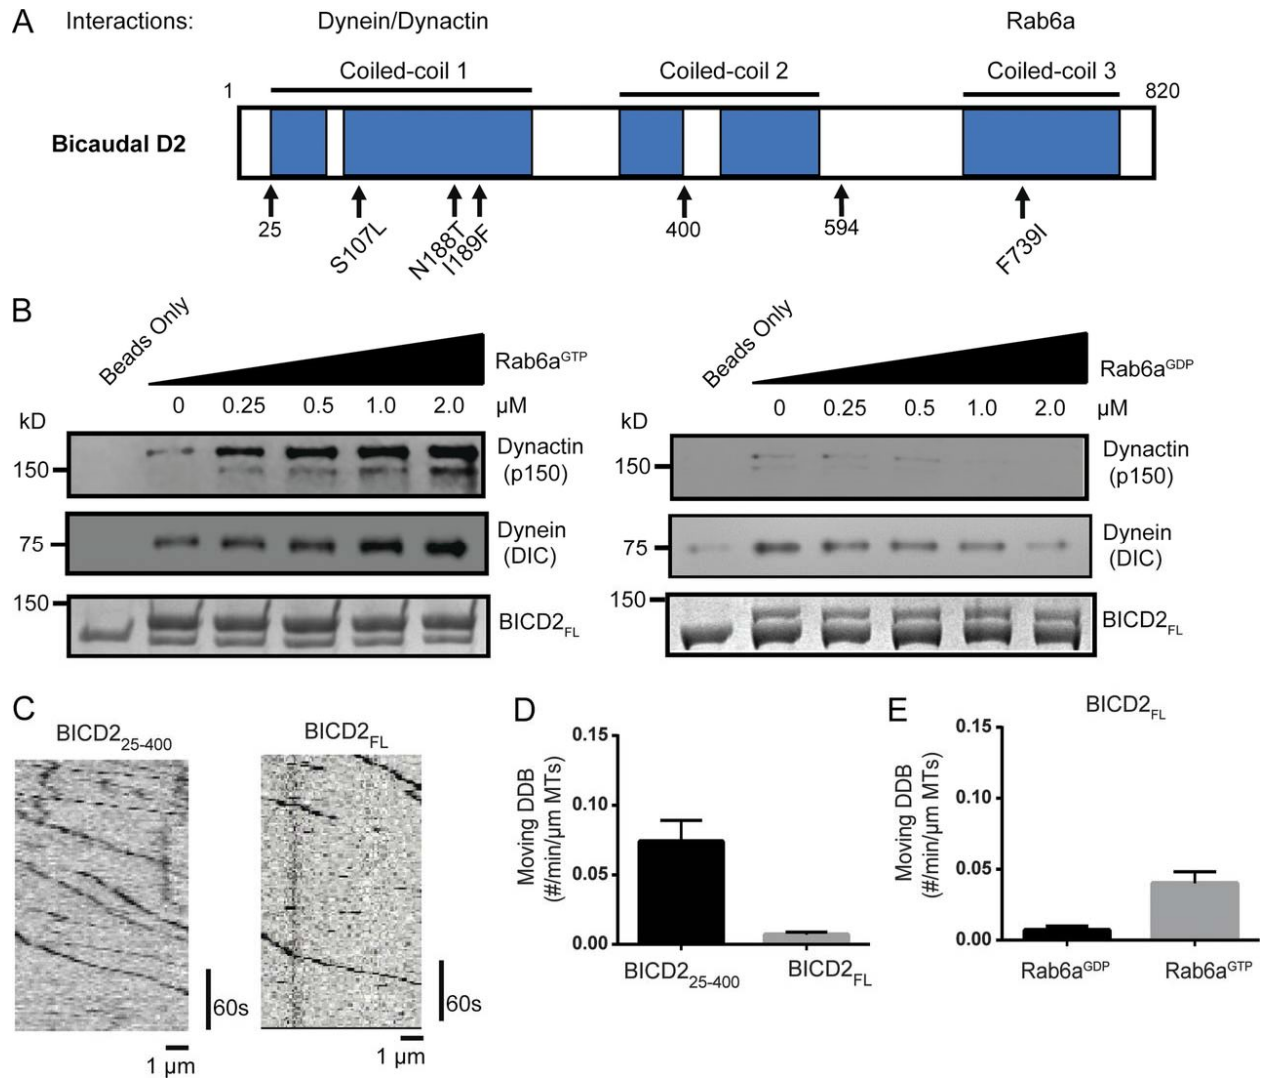 A Interactions: Dynein/Dynactin Rab6a
Coiled-coil 1 Coiled-coil 2 Coiled-coil 3
1 820
Bicaudal D2
25 S107L N188T I189F 400 594 F739I
B
Beads Only Rab6aGTP
0 0.25 0.5 1.0 2.0 µM
kD
150 Dynactin
(p150)
75 Dynein
(DIC)
150 BICD2FL
Beads Only Rab6aGDP
0 0.25 0.5 1.0 2.0 µM
kD
150 Dynactin
(p150)
75 Dynein
(DIC)
150 BICD2FL
C
BICD225-400 BICD2FL
60s 60s
1 µm 1 µm
D
Moving DDB
(#/min/µm MTs)
0.15
0.10
0.05
0.00
BICD225-400 BICD2FL
E
BICD2FL
Moving DDB
(#/min/µm MTs)
0.15
0.10
0.05
0.00
Rab6aGDP Rab6aGTP